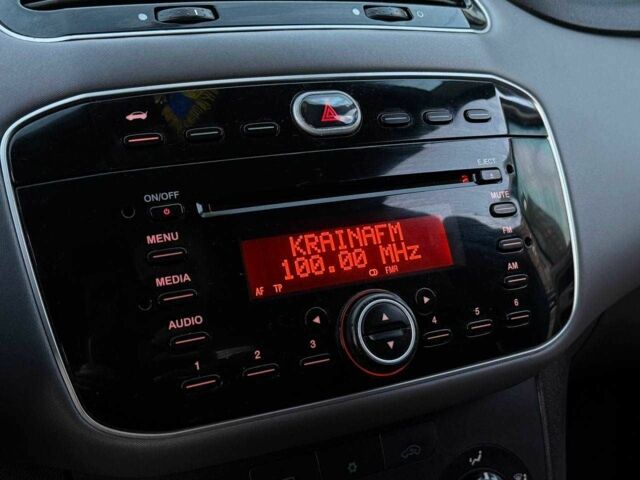 EJECT
ON/OFF
MUTE
KRAINAFM
100.00 MHz
MENU
FM
MEDIA
CD FMR
AM
AF TP
AUDIO
1 2 3 4 5 6